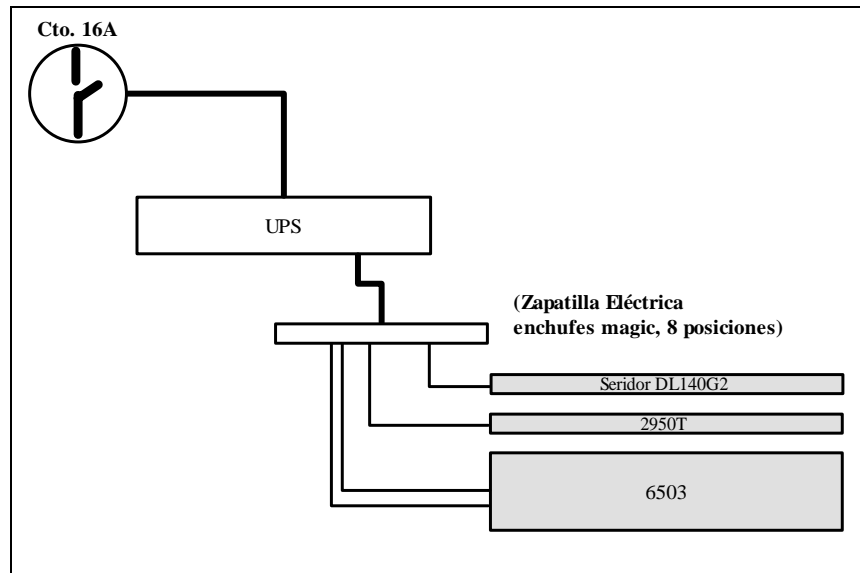 Cto. 16A
UPS
(Zapatilla Eléctrica
enchufes magic, 8 posiciones)
Seridor DL140G2
2950T
6503